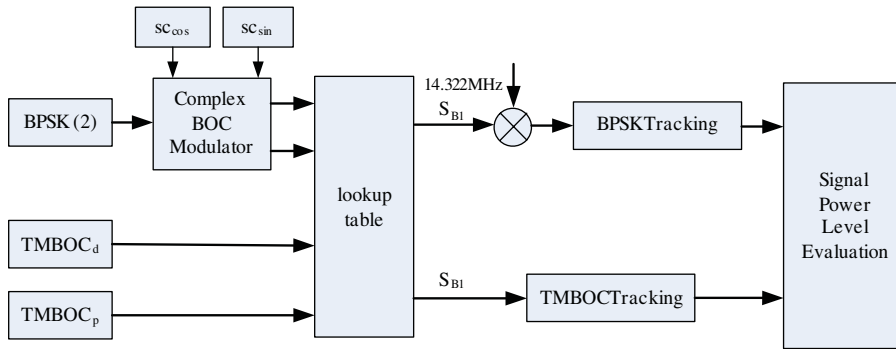 sc_cos
sc_sin
BPSK(2)
Complex
BOC
Modulator
TMBOC_d
TMBOC_p
lookup
table
14.322MHz
S_B1
BPSKTracking
S_B1
TMBOCTracking
Signal
Power
Level
Evaluation